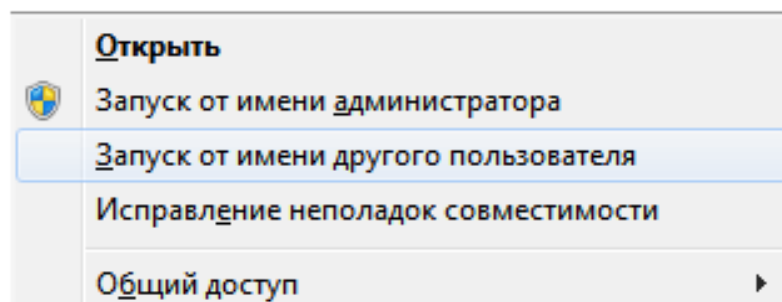 Открыть
Запуск от имени администратора
Запуск от имени другого пользователя
Исправление неполадок совместимости
Общий доступ